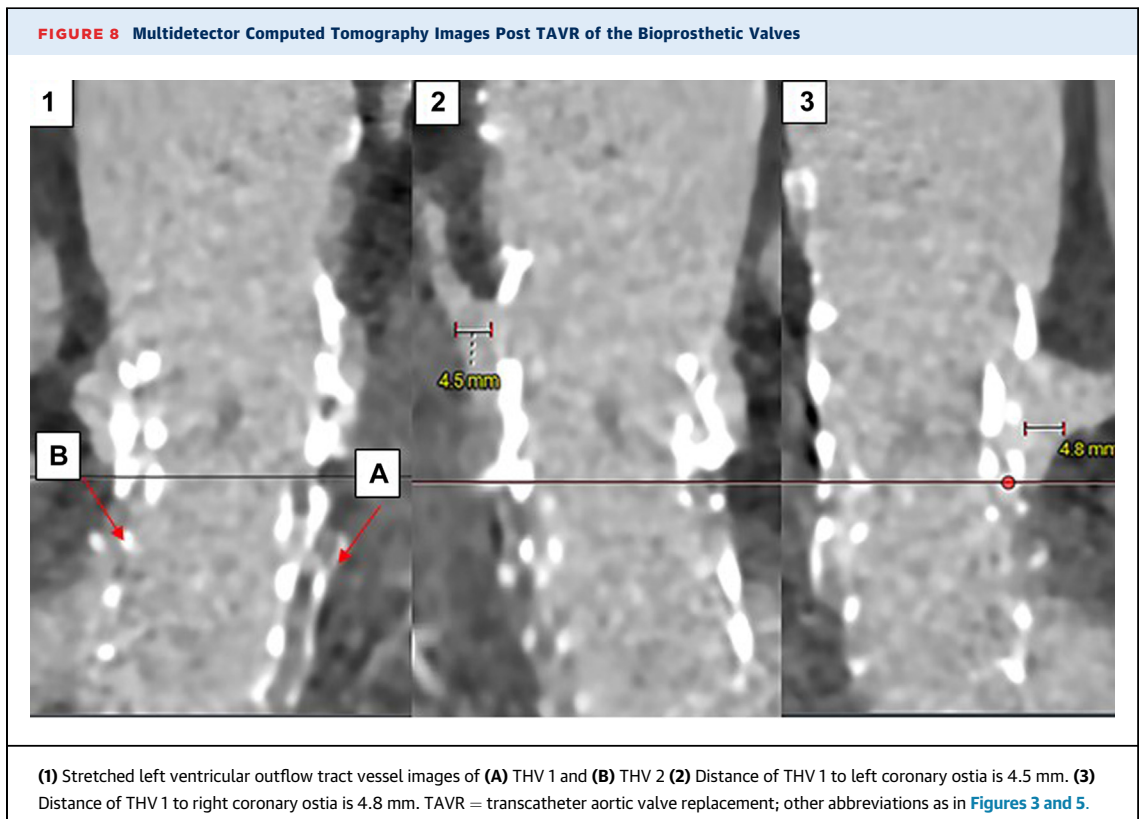 FIGURE 8 Multidetector Computed Tomography Images Post TAVR of the Bioprosthetic Valves
1
2
3
4.5 mm
4.8 mm
B
A
(1) Stretched left ventricular outflow tract vessel images of (A) THV 1 and (B) THV 2 (2) Distance of THV 1 to left coronary ostia is 4.5 mm. (3)
Distance of THV 1 to right coronary ostia is 4.8 mm. TAVR = transcatheter aortic valve replacement; other abbreviations as in Figures 3 and 5.